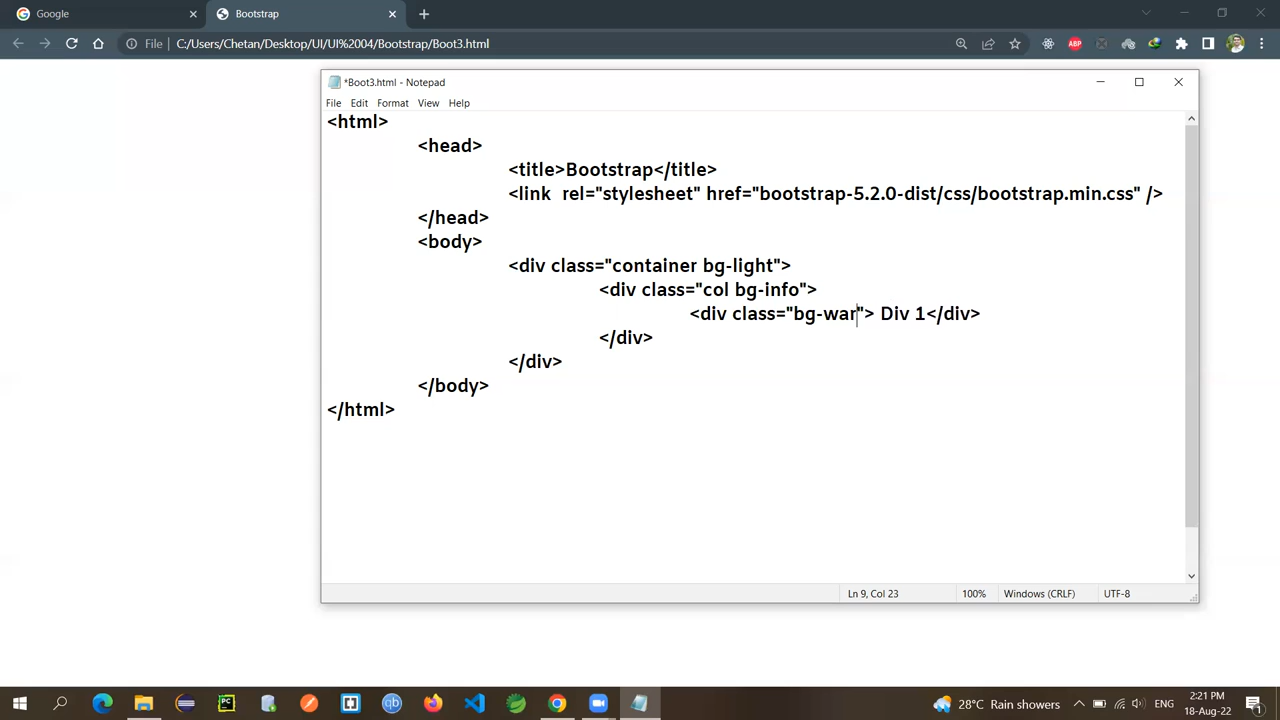 Google
Bootstrap
File
C:/Users/Chetan/Desktop/UI/UI%2004/Bootstrap/Boot3.html
ABP
*Boot3.html - Notepad
File Edit Format View Help
<html>
<head>
<title>Bootstrap</title>
<link rel="stylesheet" href="bootstrap-5.2.0-dist/css/bootstrap.min.css" />
</head>
<body>
<div class="container bg-light">
<div class="col bg-info">
<div class="bg-war"> Div 1</div>
</div>
</div>
</body>
</html>
Ln 9, Col 23 100% Windows (CRLF) UTF-8
PC
qb
28°C Rain showers
ENG
2:21 PM
18-Aug-22
1